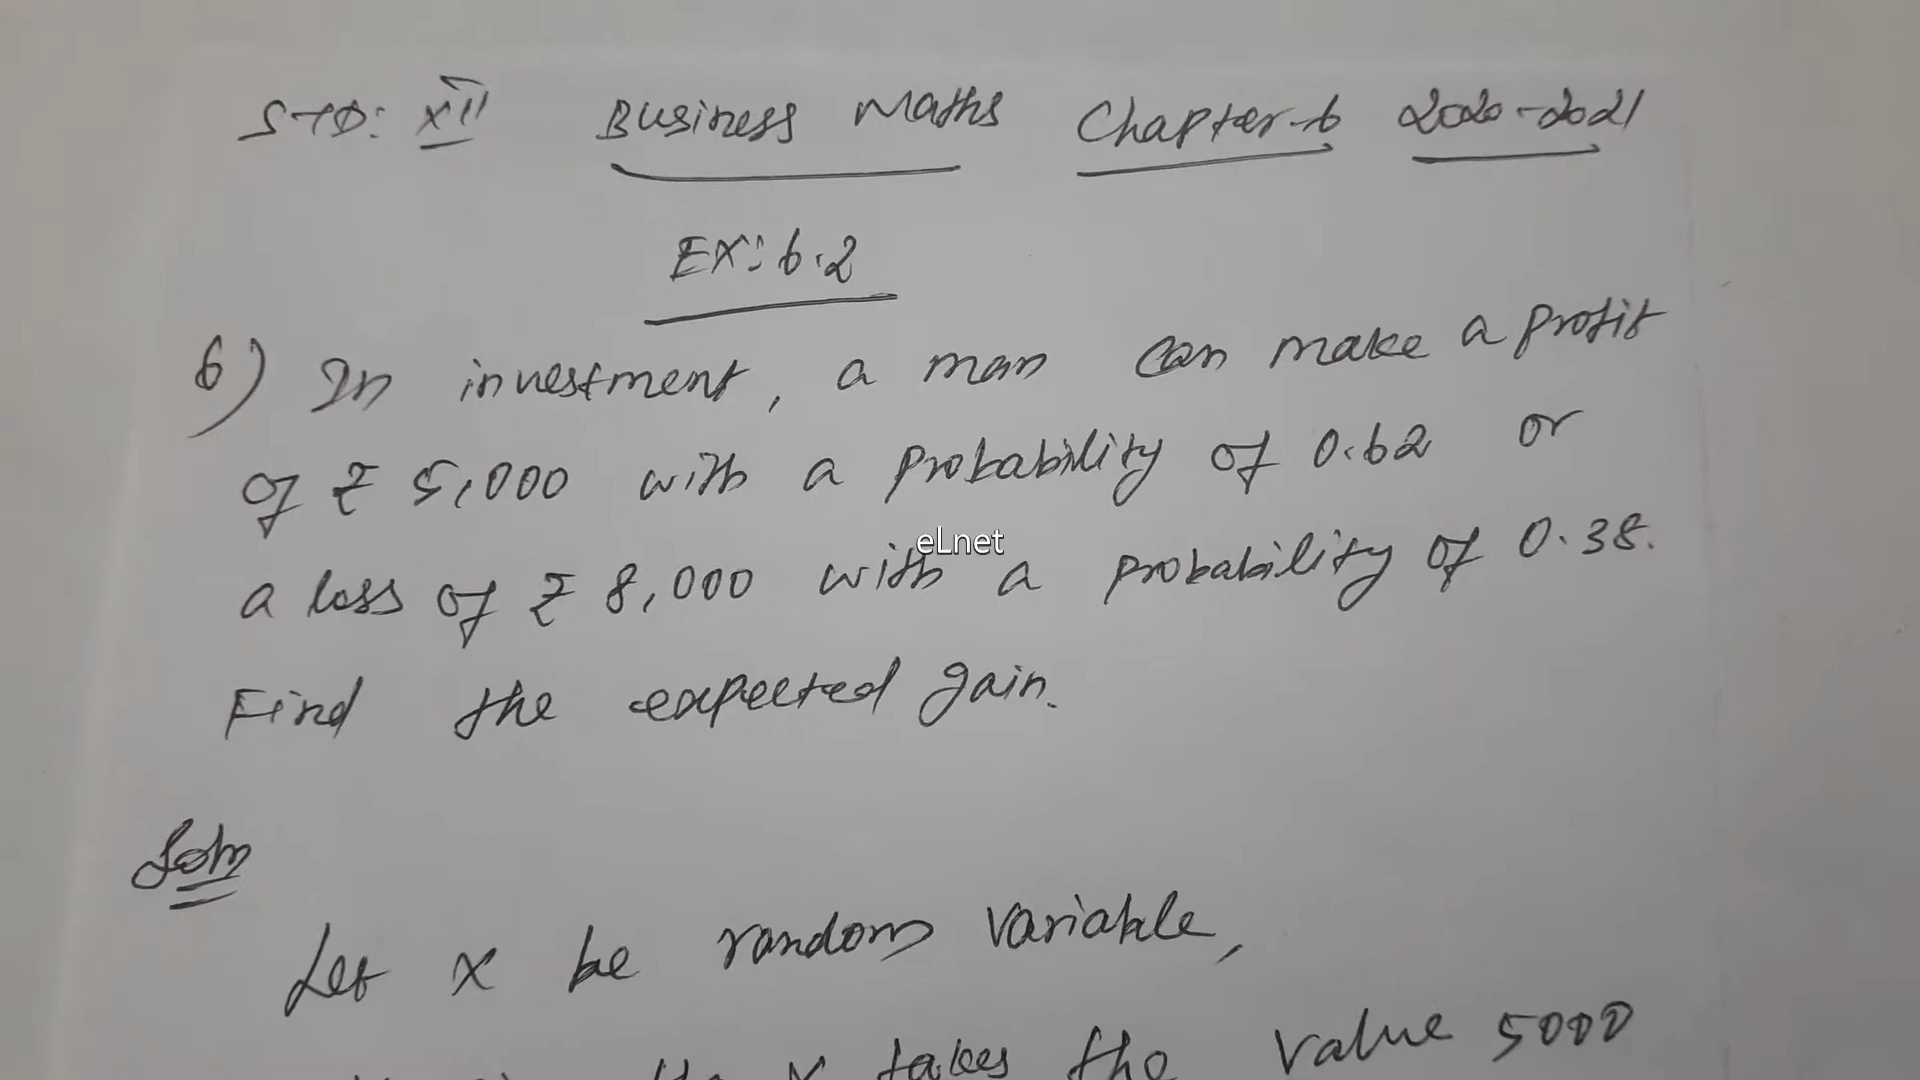 STD: XII Business Maths Chapter-6 2020-2021
EX: 6.2
6) In investment, a man can make a profit
of ₹ 5,000 with a probability of 0.62 or
eLnet
a loss of ₹ 8,000 with a probability of 0.38.
Find the expected gain.
Soln
Let x be random variable,
X takes the value 5000